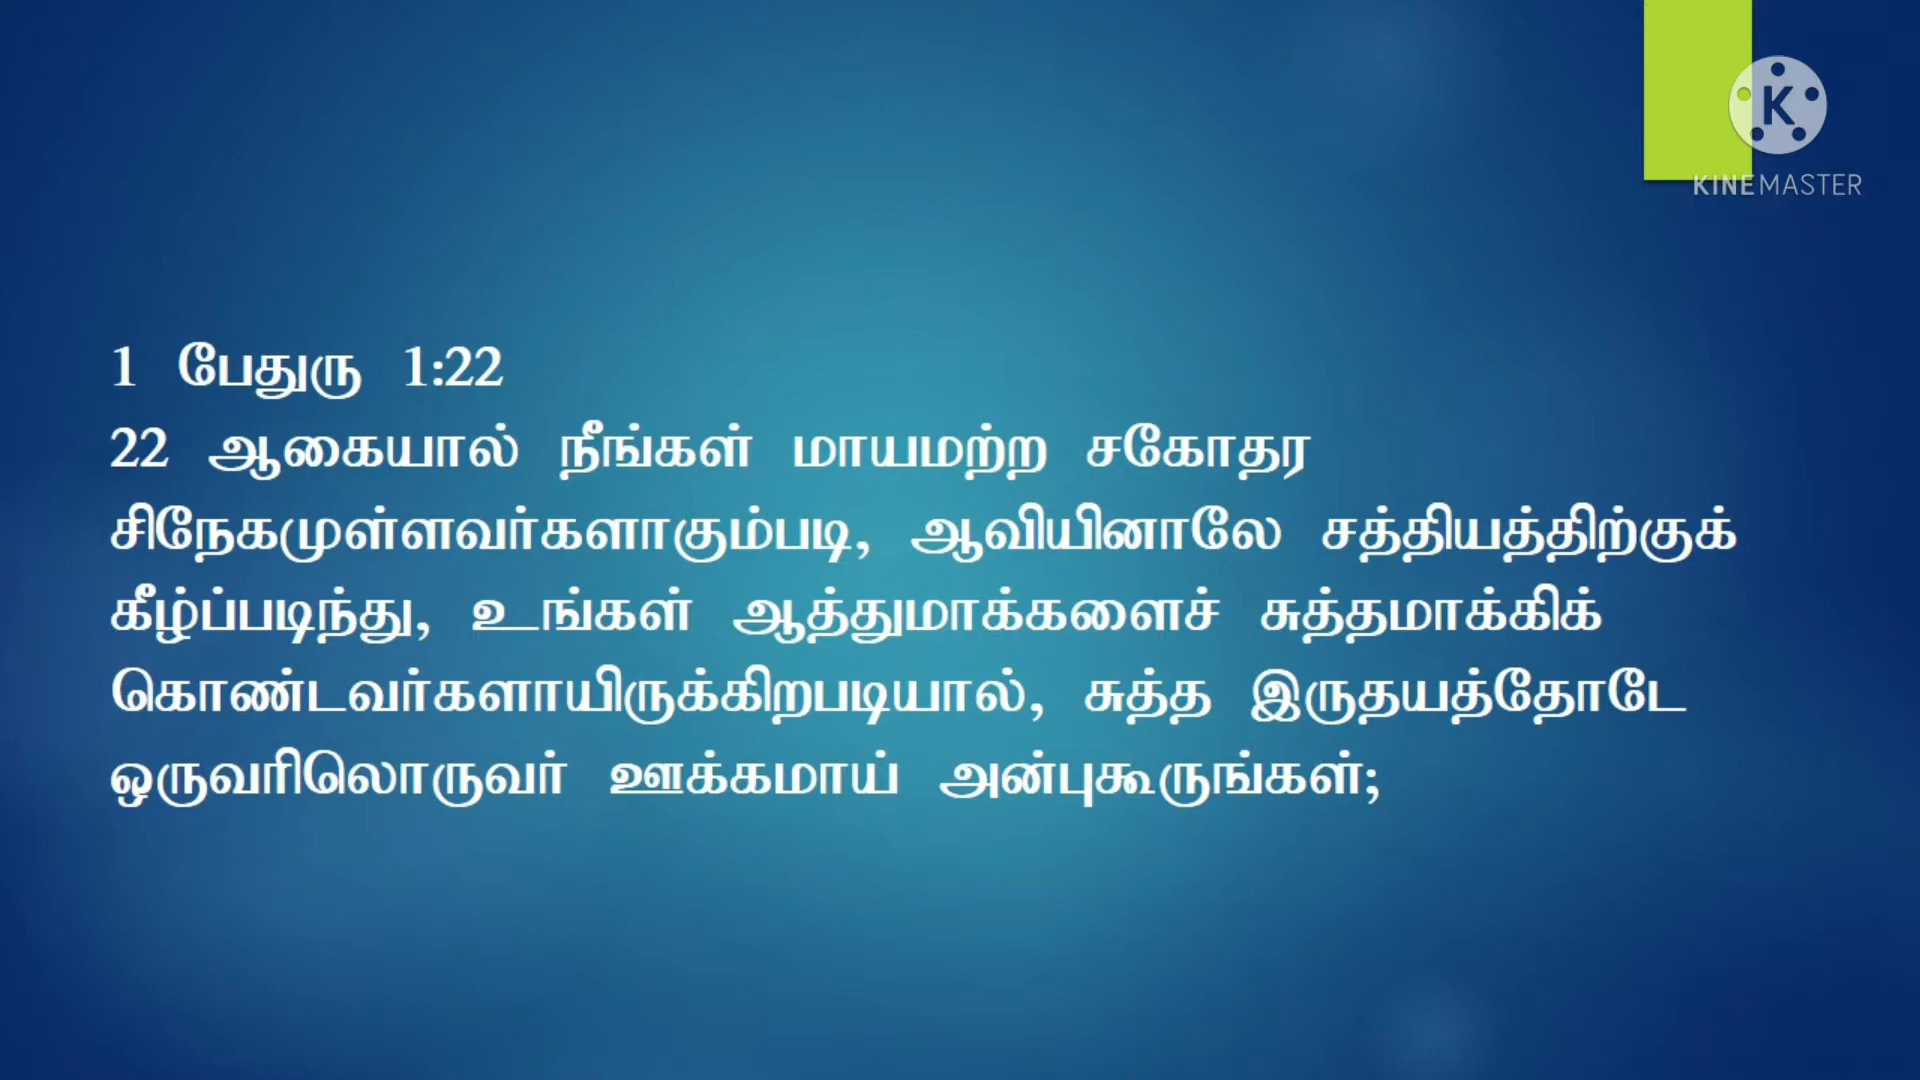 KINEMASTER
1 பேதுரு 1:22
22 ஆகையால் நீங்கள் மாயமற்ற சகோதர
சிநேகமுள்ளவர்களாகும்படி, ஆவியினாலே சத்தியத்திற்குக்
கீழ்ப்படிந்து, உங்கள் ஆத்துமாக்களைச் சுத்தமாக்கிக்
கொண்டவர்களாயிருக்கிறபடியால், சுத்த இருதயத்தோடே
ஒருவரிலொருவர் ஊக்கமாய் அன்புகூருங்கள்;